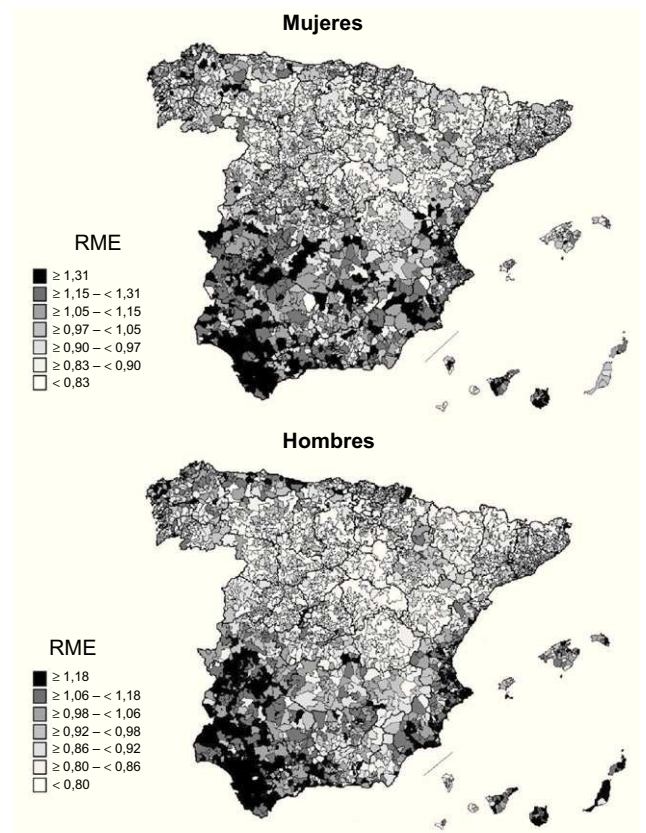 Mujeres
RME
≥ 1,31
≥ 1,15 – < 1,31
≥ 1,05 – < 1,15
≥ 0,97 – < 1,05
≥ 0,90 – < 0,97
≥ 0,83 – < 0,90
< 0,83
Hombres
RME
≥ 1,18
≥ 1,06 – < 1,18
≥ 0,98 – < 1,06
≥ 0,92 – < 0,98
≥ 0,86 – < 0,92
≥ 0,80 – < 0,86
< 0,80